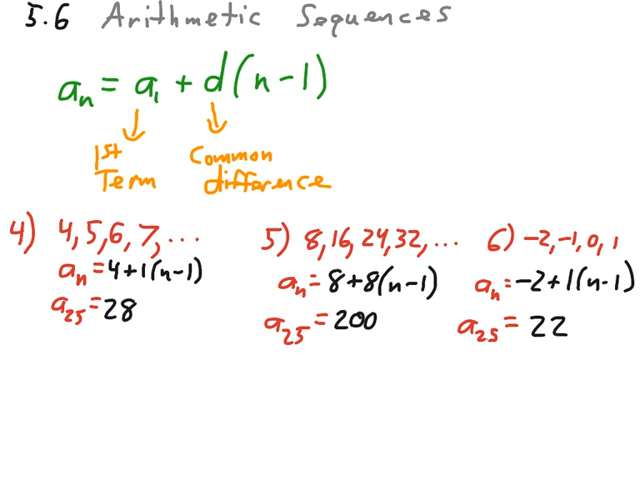 5.6 Arithmetic Sequences
aₙ = a₁ + d(n-1)
1st Term
Common difference
4) 4,5,6,7,...
aₙ = 4+1(n-1)
a₂₅ = 28
5) 8,16,24,32,...
aₙ = 8+8(n-1)
a₂₅ = 200
6) -2,-1,0,1
aₙ = -2+1(n-1)
a₂₅ = 22